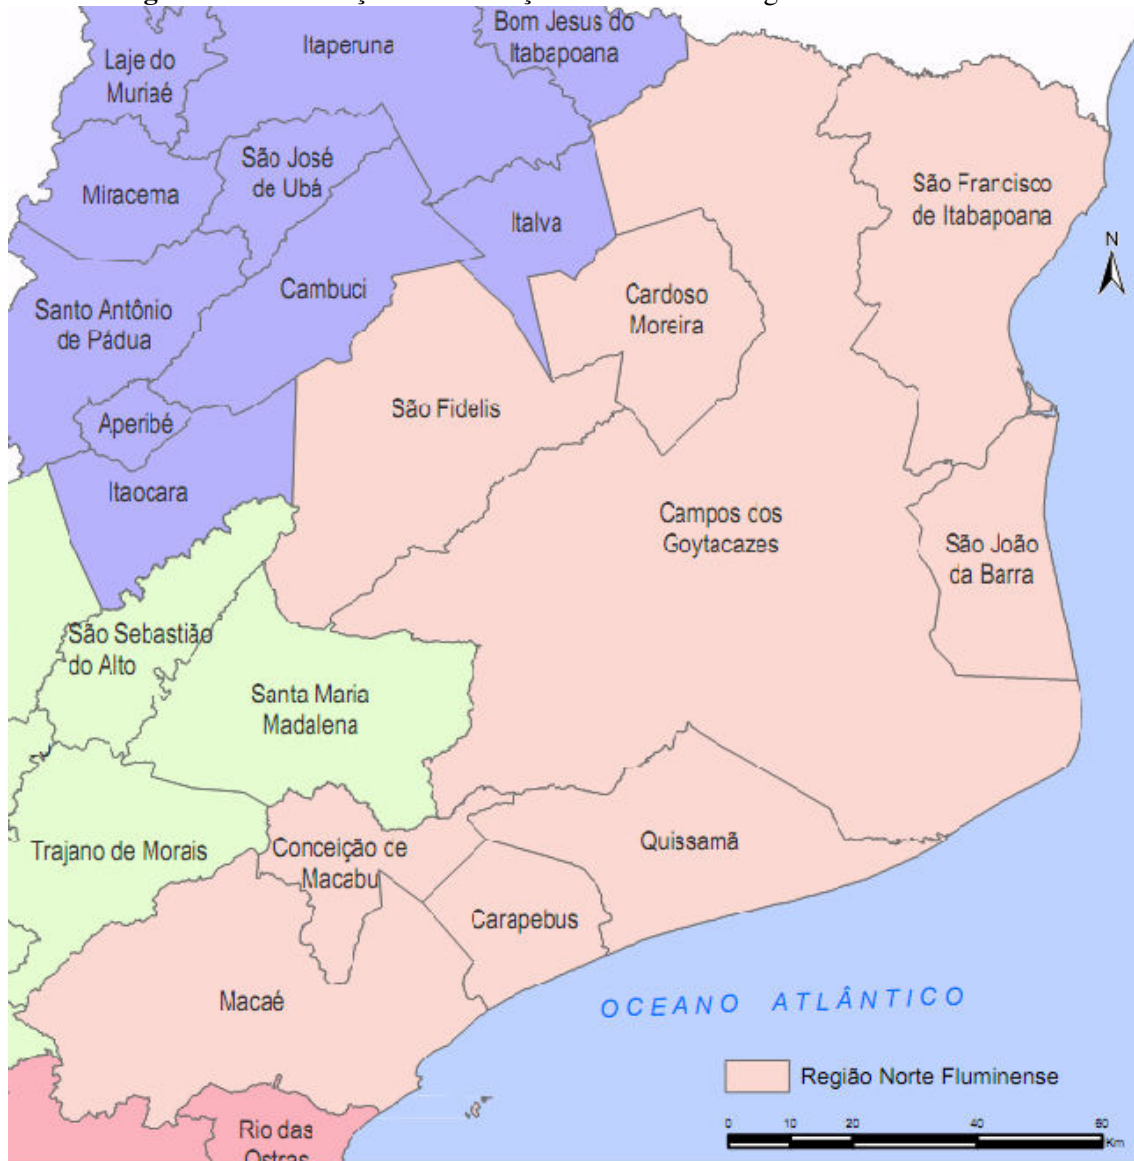 Bom Jesus do
Itabapoana
Itaperuna
Laje do
Muriaé
São José
de Ubá
Miracema
São Francisco
de Itabapoana
Italva
N
Cambuci
Cardoso
Moreira
Santo Antônio
de Pádua
São Fidelis
Aperibé
Itaocara
Campos dos
Goytacazes
São João
da Barra
São Sebastião
do Alto
Santa Maria
Madalena
Quissamã
Trajano de Morais
Conceição de
Macabu
Carapebus
Macaé
OCEANO ATLÂNTICO
Região Norte Fluminense
0 10 20 40 60
Km
Rio das
Ostras